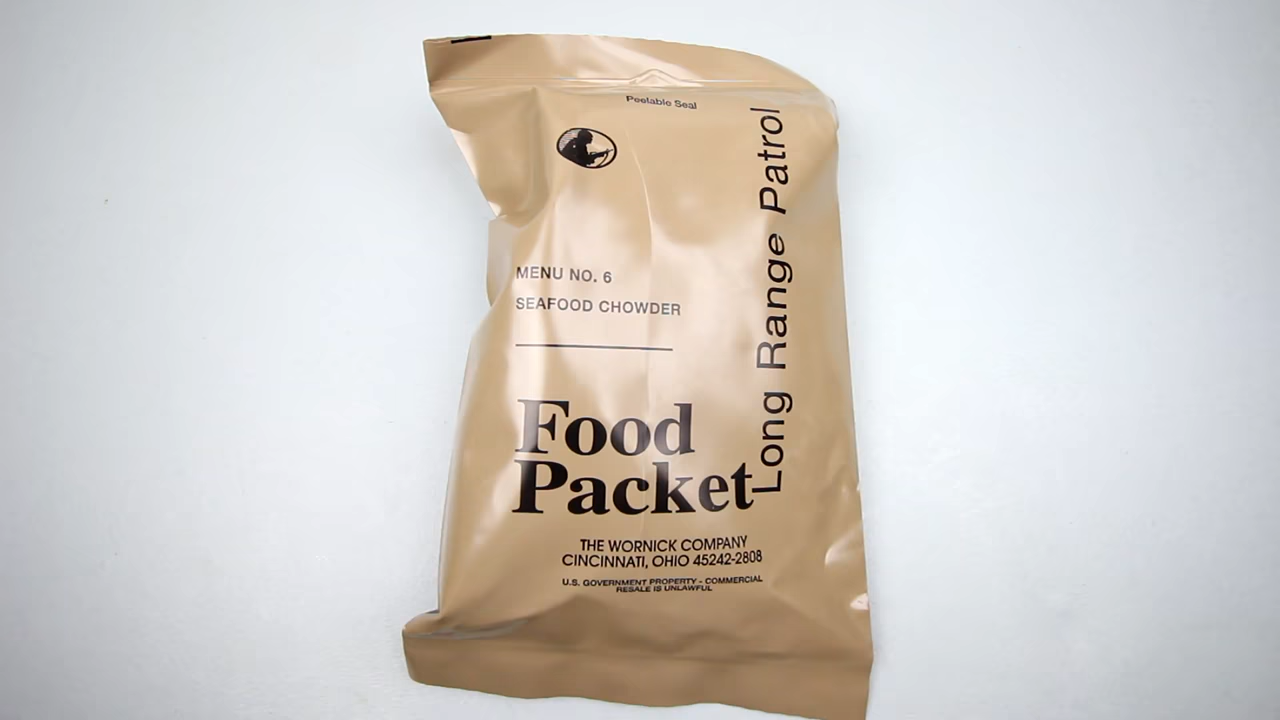 Peelable Seal
Long Range Patrol
MENU NO. 6
SEAFOOD CHOWDER
Food
Packet
THE WORNICK COMPANY
CINCINNATI, OHIO 45242-2808
U.S. GOVERNMENT PROPERTY - COMMERCIAL
RESALE IS UNLAWFUL